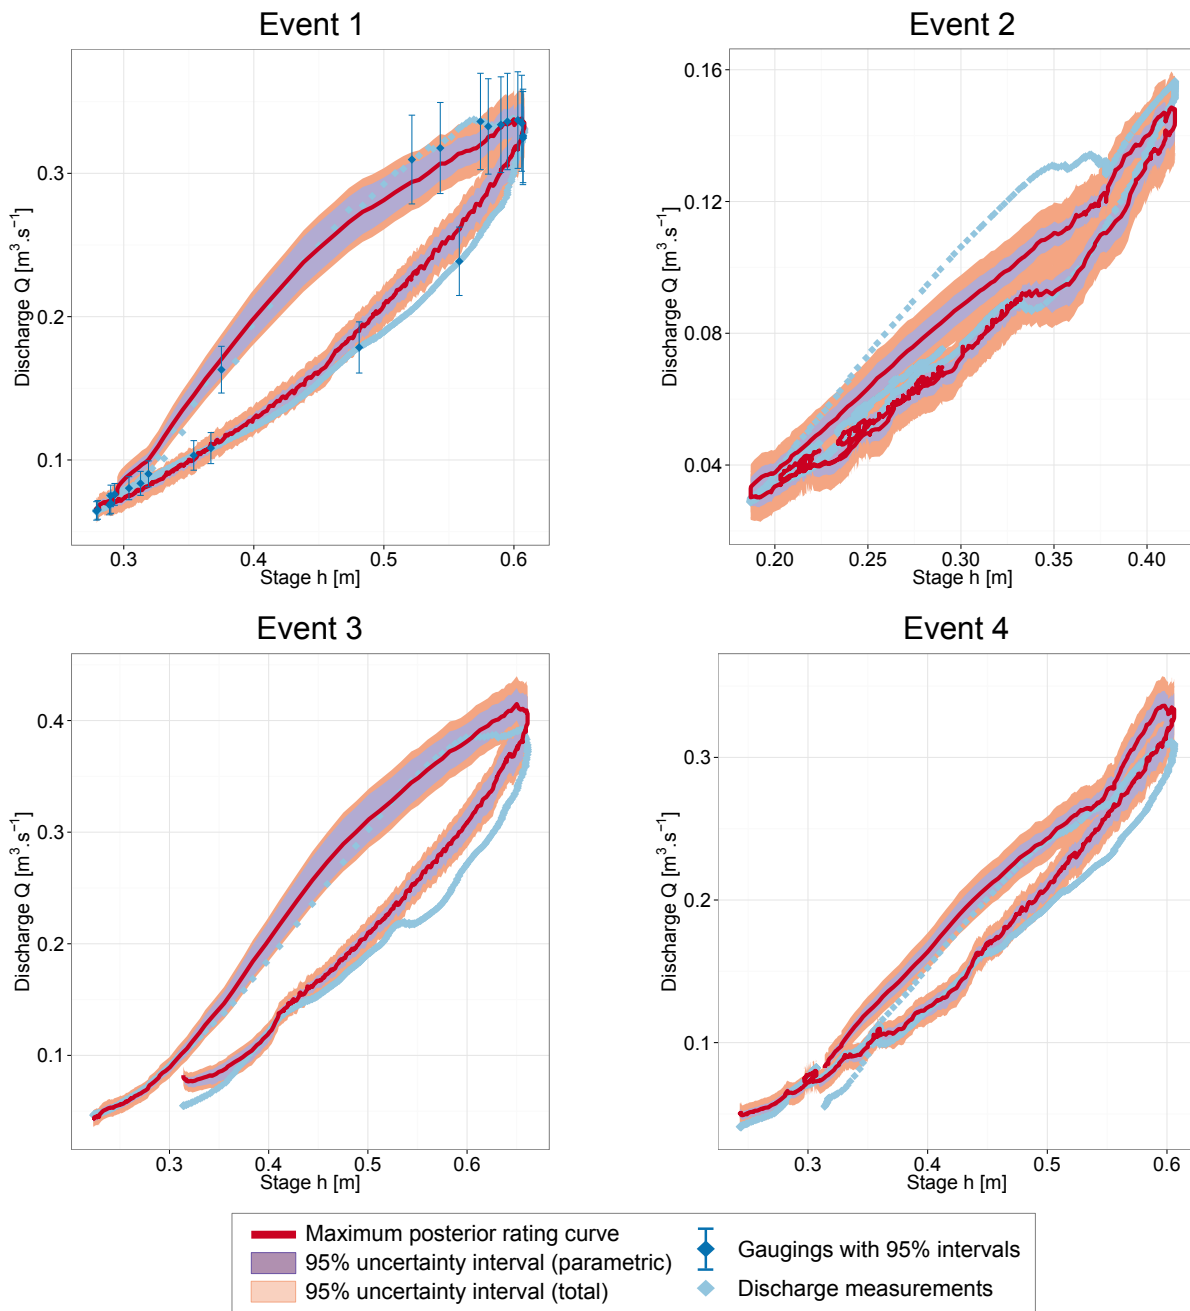 Event 1
Discharge Q [m³.s⁻¹]
0.3
0.2
0.1
0.3 0.4 0.5 0.6
Stage h [m]
Event 2
Discharge Q [m³.s⁻¹]
0.16
0.12
0.08
0.04
0.20 0.25 0.30 0.35 0.40
Stage h [m]
Event 3
Discharge Q [m³.s⁻¹]
0.4
0.3
0.2
0.1
0.3 0.4 0.5 0.6
Stage h [m]
Event 4
Discharge Q [m³.s⁻¹]
0.3
0.2
0.1
0.3 0.4 0.5 0.6
Stage h [m]
Maximum posterior rating curve
95% uncertainty interval (parametric)
95% uncertainty interval (total)
Gaugings with 95% intervals
Discharge measurements